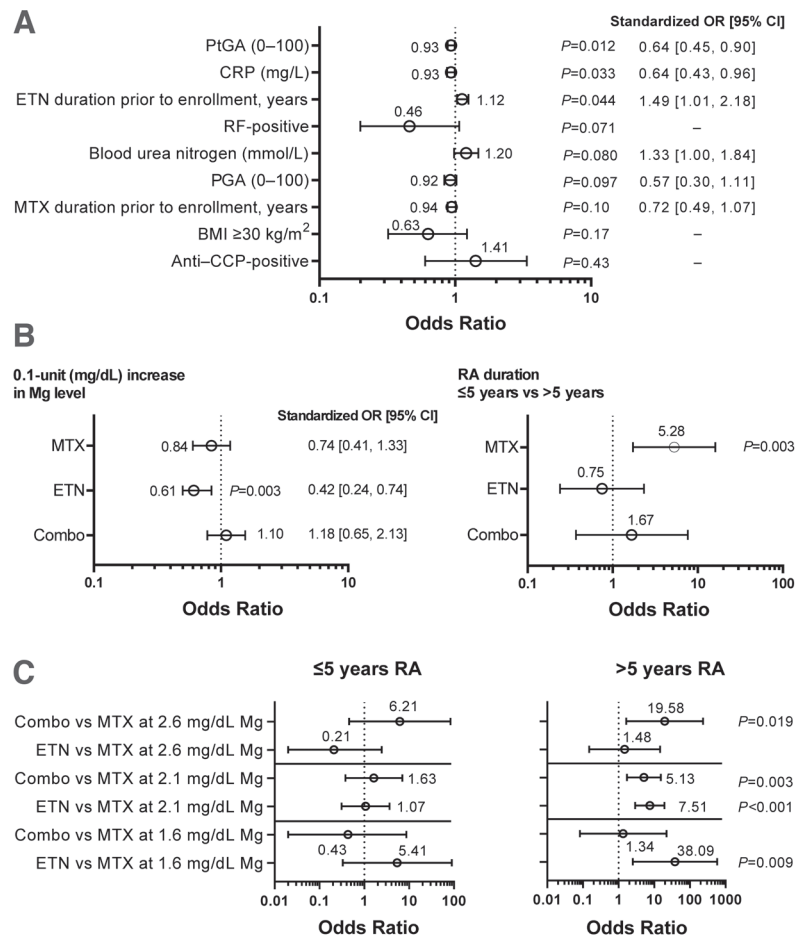 A
Standardized OR [95% CI]
PtGA (0–100) 0.93 P=0.012 0.64 [0.45, 0.90]
CRP (mg/L) 0.93 P=0.033 0.64 [0.43, 0.96]
ETN duration prior to enrollment, years 1.12 P=0.044 1.49 [1.01, 2.18]
RF-positive 0.46 P=0.071 –
Blood urea nitrogen (mmol/L) 1.20 P=0.080 1.33 [1.00, 1.84]
PGA (0–100) 0.92 P=0.097 0.57 [0.30, 1.11]
MTX duration prior to enrollment, years 0.94 P=0.10 0.72 [0.49, 1.07]
BMI ≥30 kg/m² 0.63 P=0.17 –
Anti–CCP-positive 1.41 P=0.43 –
0.1 1 10
Odds Ratio
B
0.1-unit (mg/dL) increase
in Mg level
Standardized OR [95% CI]
MTX 0.84 0.74 [0.41, 1.33]
ETN 0.61 P=0.003 0.42 [0.24, 0.74]
Combo 1.10 1.18 [0.65, 2.13]
0.1 1 10
Odds Ratio
RA duration
≤5 years vs >5 years
MTX 5.28 P=0.003
ETN 0.75
Combo 1.67
0.1 1 10 100
Odds Ratio
C
≤5 years RA
Combo vs MTX at 2.6 mg/dL Mg 6.21
ETN vs MTX at 2.6 mg/dL Mg 0.21
Combo vs MTX at 2.1 mg/dL Mg 1.63
ETN vs MTX at 2.1 mg/dL Mg 1.07
Combo vs MTX at 1.6 mg/dL Mg 0.43
ETN vs MTX at 1.6 mg/dL Mg 5.41
0.01 0.1 1 10 100
Odds Ratio
>5 years RA
19.58 P=0.019
1.48
5.13 P=0.003
7.51 P<0.001
1.34
38.09 P=0.009
0.01 0.1 1 10 100 1000
Odds Ratio